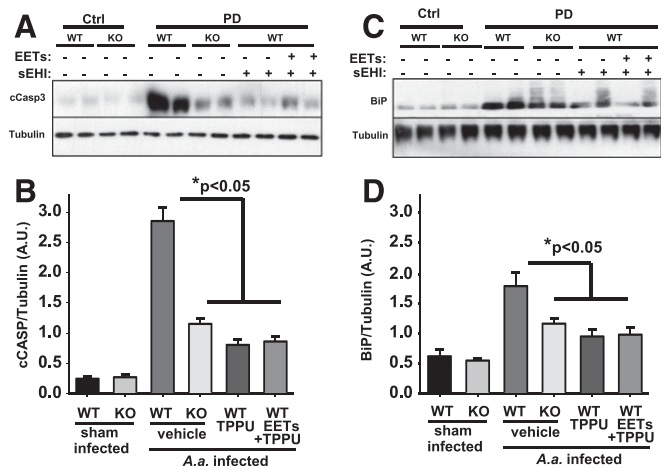 A
Ctrl PD
WT KO WT KO WT
EETs: - - - - - - - - - - + +
sEHI: - - - - - - - - + + + +
cCasp3
Tubulin
B
*p<0.05
cCASP/Tubulin (A.U.)
3.0
2.5
2.0
1.5
1.0
0.5
0.0
WT KO WT KO WT TPPU WT EETs +TPPU
sham infected
vehicle
A.a. infected
C
Ctrl PD
WT KO WT KO WT
EETs: - - - - - - - - - - + +
sEHI: - - - - - - - - + + + +
BiP
Tubulin
D
*p<0.05
BiP/Tubulin (A.U.)
3.0
2.5
2.0
1.5
1.0
0.5
0.0
WT KO WT KO WT TPPU WT EETs +TPPU
sham infected
vehicle
A.a. infected